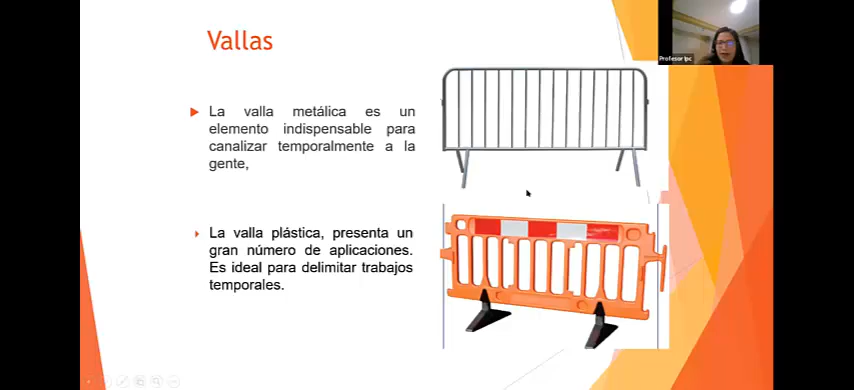 Vallas
Profesor Ipc
La valla metálica es un
elemento indispensable para
canalizar temporalmente a la
gente,
La valla plástica, presenta un
gran número de aplicaciones.
Es ideal para delimitar trabajos
temporales.